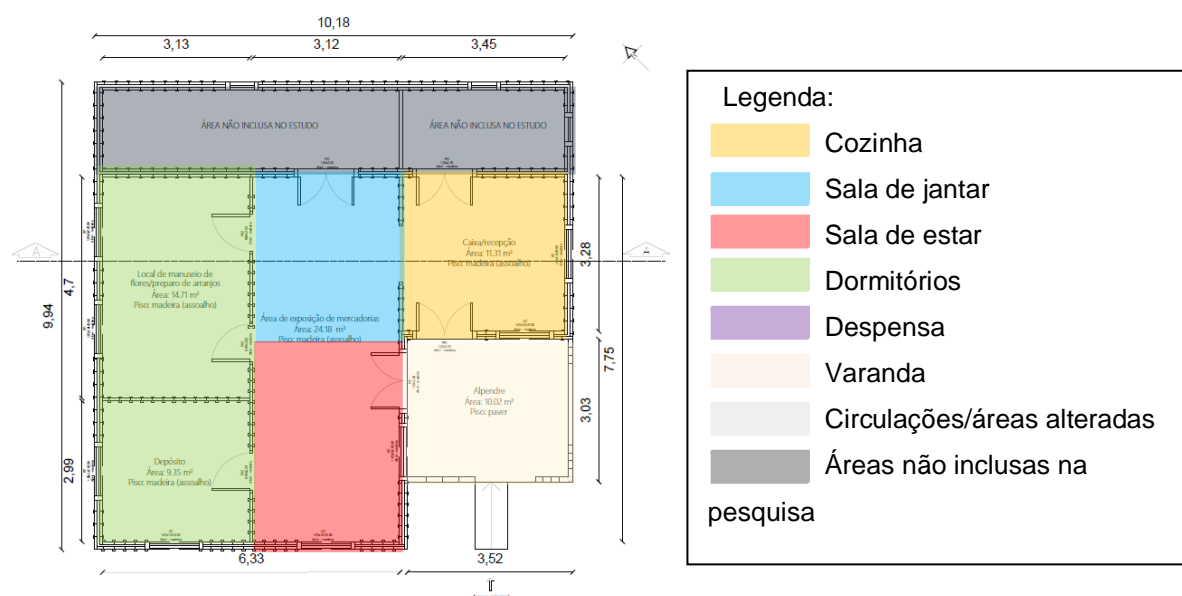 10,18
3,13
3,12
3,45
ÁREA NÃO INCLUSA NO ESTUDO
ÁREA NÃO INCLUSA NO ESTUDO
Caixa/recepção
Área: 11.31 m²
Piso: madeira (assoalho)
Local de manuseio de
flores/preparo de arranjos
Área: 14.71 m²
Piso: madeira (assoalho)
Área de exposição de mercadorias
Área: 24.18 m²
Piso: madeira (assoalho)
Alpendre
Área: 10.02 m²
Piso: paver
Depósito
Área: 9.35 m²
Piso: madeira (assoalho)
9,94
4,7
2,99
3,28
7,75
3,03
6,33
3,52
A
A
Legenda:
Cozinha
Sala de jantar
Sala de estar
Dormitórios
Despensa
Varanda
Circulações/áreas alteradas
Áreas não inclusas na
pesquisa